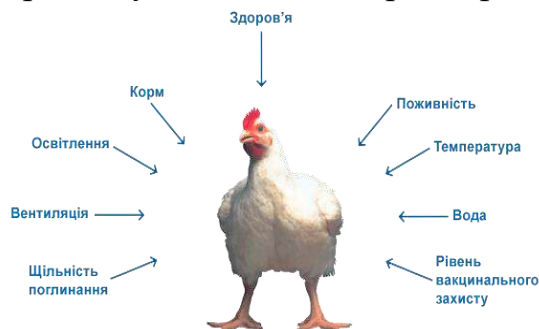 Здоров’я
Корм
Поживність
Освітлення
Температура
Вентиляція
Вода
Щільність
поглинання
Рівень
вакцинального
захисту